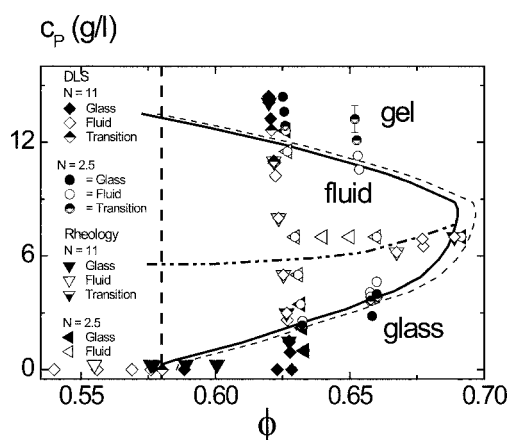 c_P (g/l)
DLS
N = 11
Glass
Fluid
Transition
N = 2.5
= Glass
= Fluid
= Transition
Rheology
N = 11
Glass
Fluid
Transition
N = 2.5
Glass
Fluid
gel
fluid
glass
12
6
0
0.55
0.60
0.65
0.70
ϕ